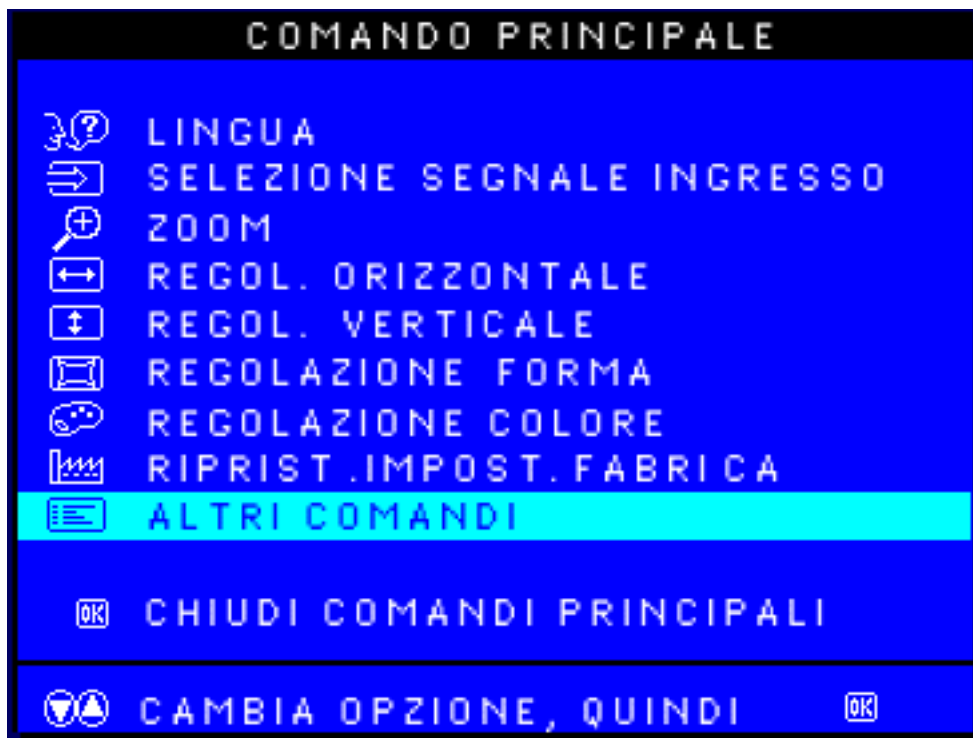 COMANDO PRINCIPALE
LINGUA
SELEZIONE SEGNALE INGRESSO
ZOOM
REGOL. ORIZZONTALE
REGOL. VERTICALE
REGOLAZIONE FORMA
REGOLAZIONE COLORE
RIPRIST.IMPOST.FABRICA
ALTRI COMANDI
OK CHIUDI COMANDI PRINCIPALI
CAMBIA OPZIONE, QUINDI OK